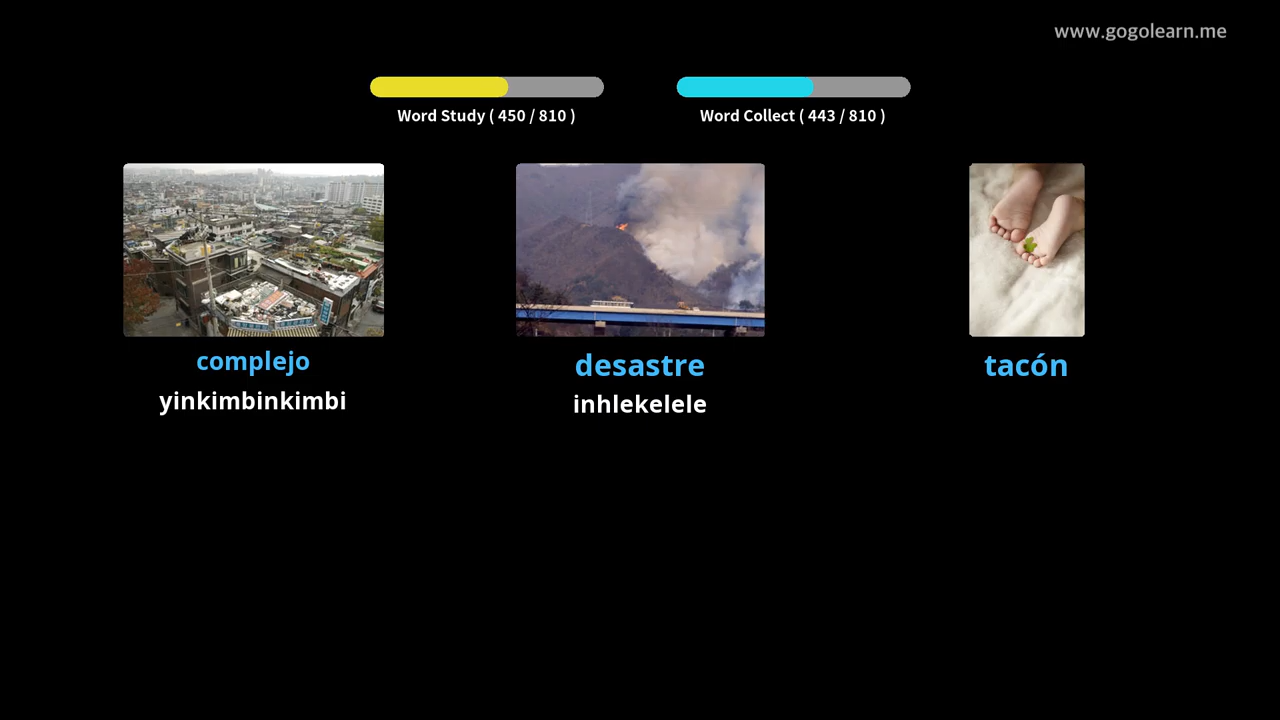 www.gogolearn.me
Word Study ( 450 / 810 )
Word Collect ( 443 / 810 )
complejo
yinkimbinkimbi
desastre
inhlekelele
tacón